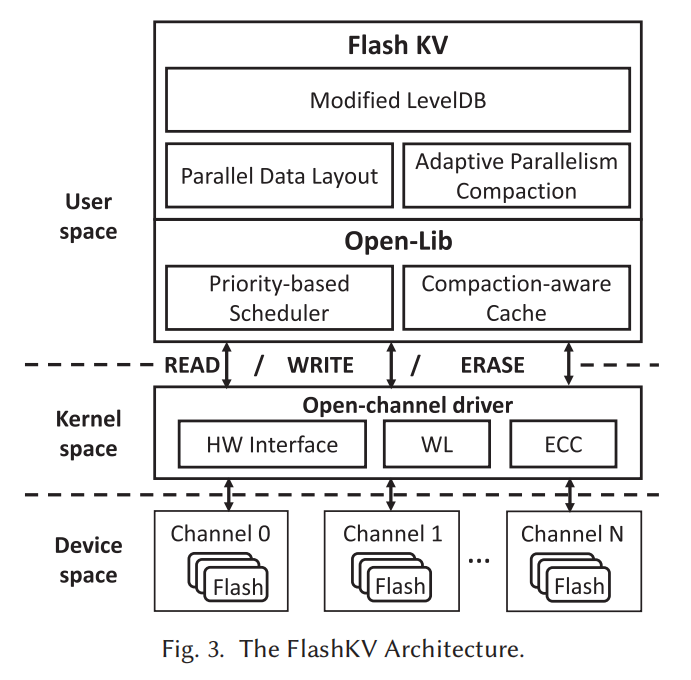 Flash KV
Modified LevelDB
Parallel Data Layout
Adaptive Parallelism
Compaction
User
space
Open-Lib
Priority-based
Scheduler
Compaction-aware
Cache
READ / WRITE / ERASE
Kernel
space
Open-channel driver
HW Interface
WL
ECC
Device
space
Channel 0
Flash
Channel 1
Flash
...
Channel N
Flash
Fig. 3. The FlashKV Architecture.